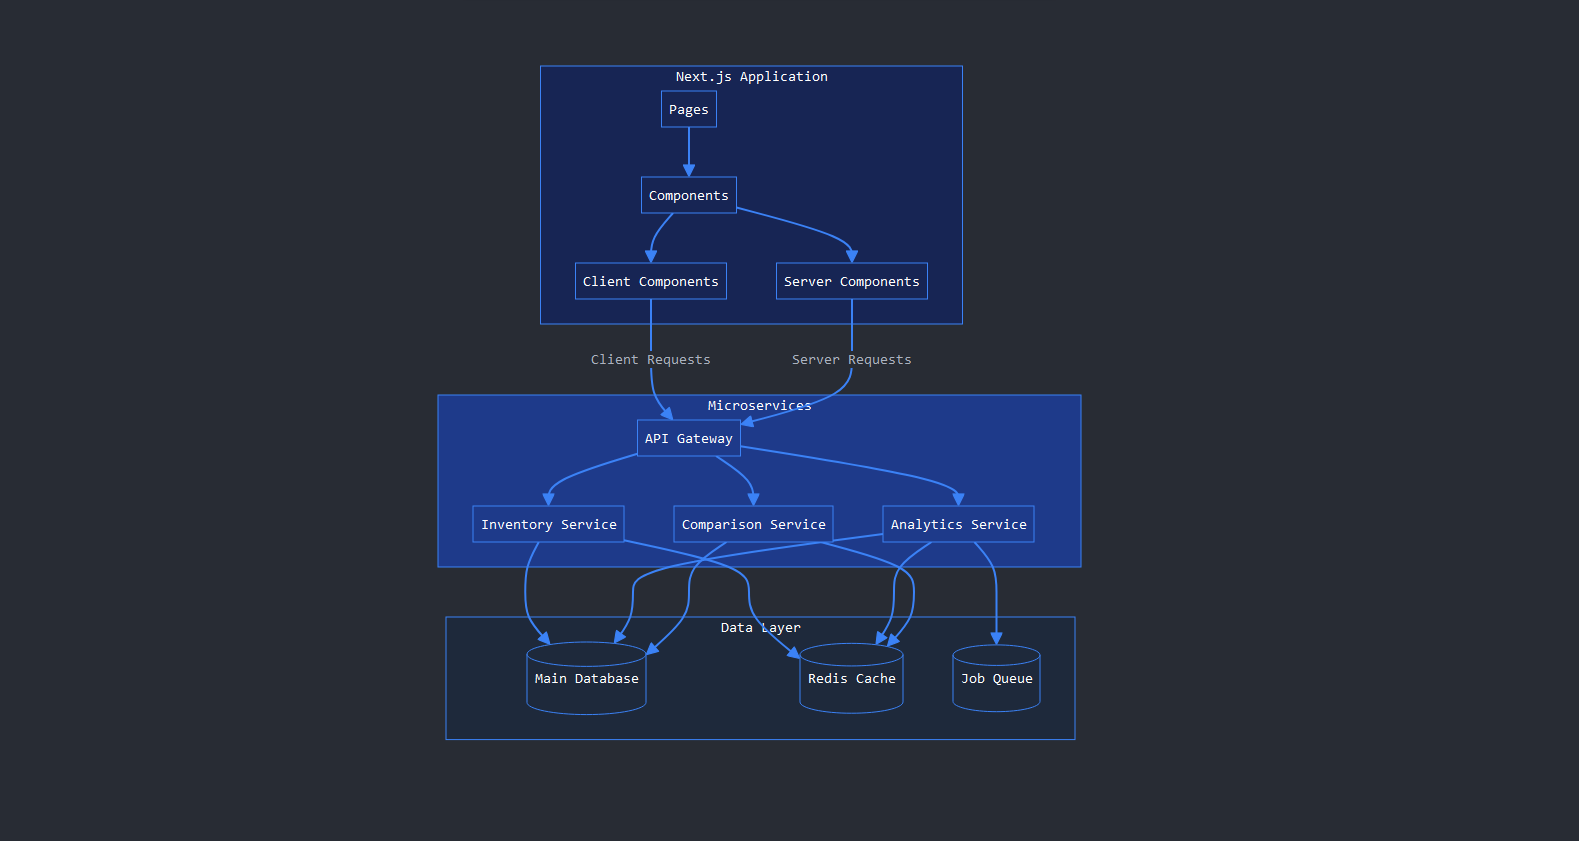 Next.js Application
Pages
Components
Client Components
Server Components
Client Requests
Server Requests
Microservices
API Gateway
Inventory Service
Comparison Service
Analytics Service
Data Layer
Main Database
Redis Cache
Job Queue